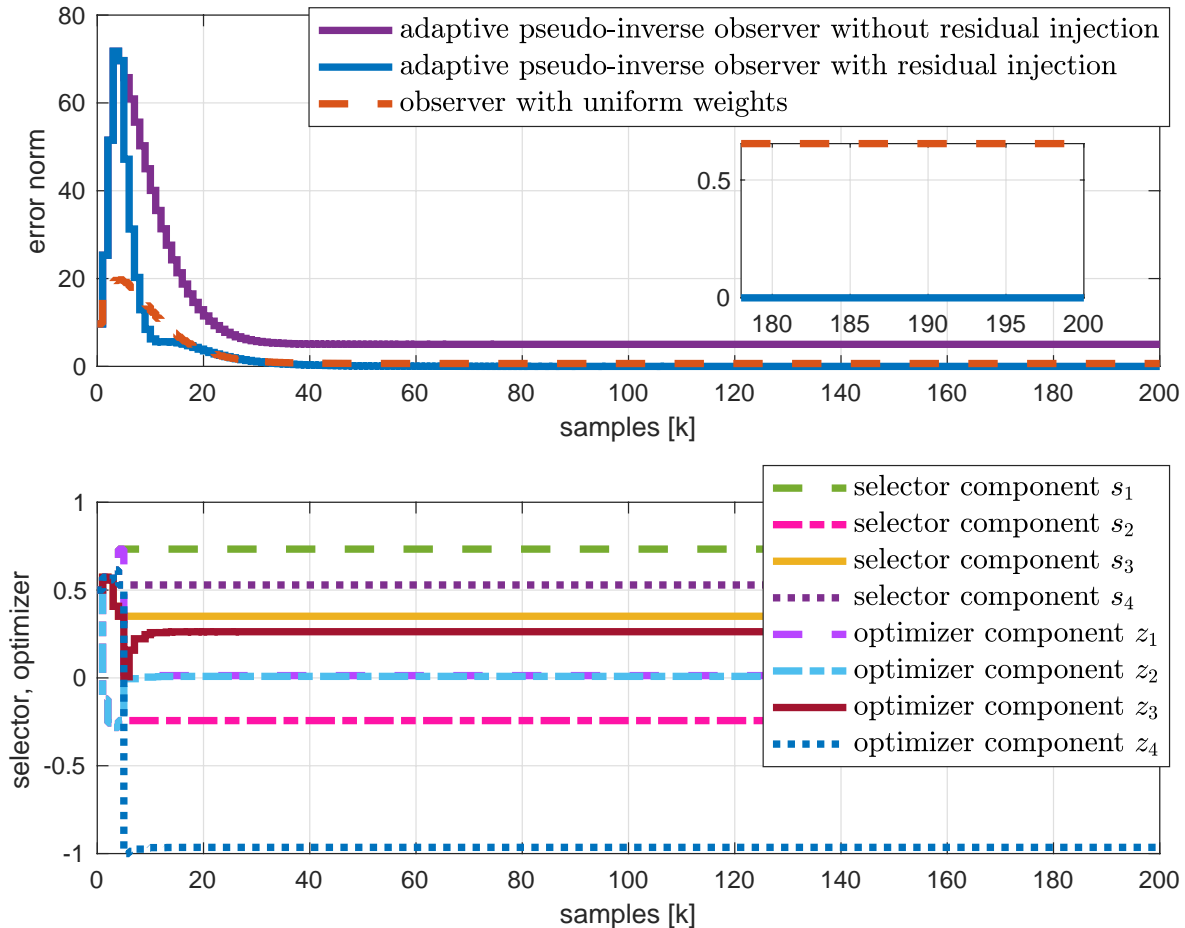 80
60
40
20
0
error norm
adaptive pseudo-inverse observer without residual injection
adaptive pseudo-inverse observer with residual injection
observer with uniform weights
0.5
0
180 185 190 195 200
0 20 40 60 80 100 120 140 160 180 200
samples [k]
1
0.5
0
-0.5
-1
selector, optimizer
selector component s₁
selector component s₂
selector component s₃
selector component s₄
optimizer component z₁
optimizer component z₂
optimizer component z₃
optimizer component z₄
0 20 40 60 80 100 120 140 160 180 200
samples [k]